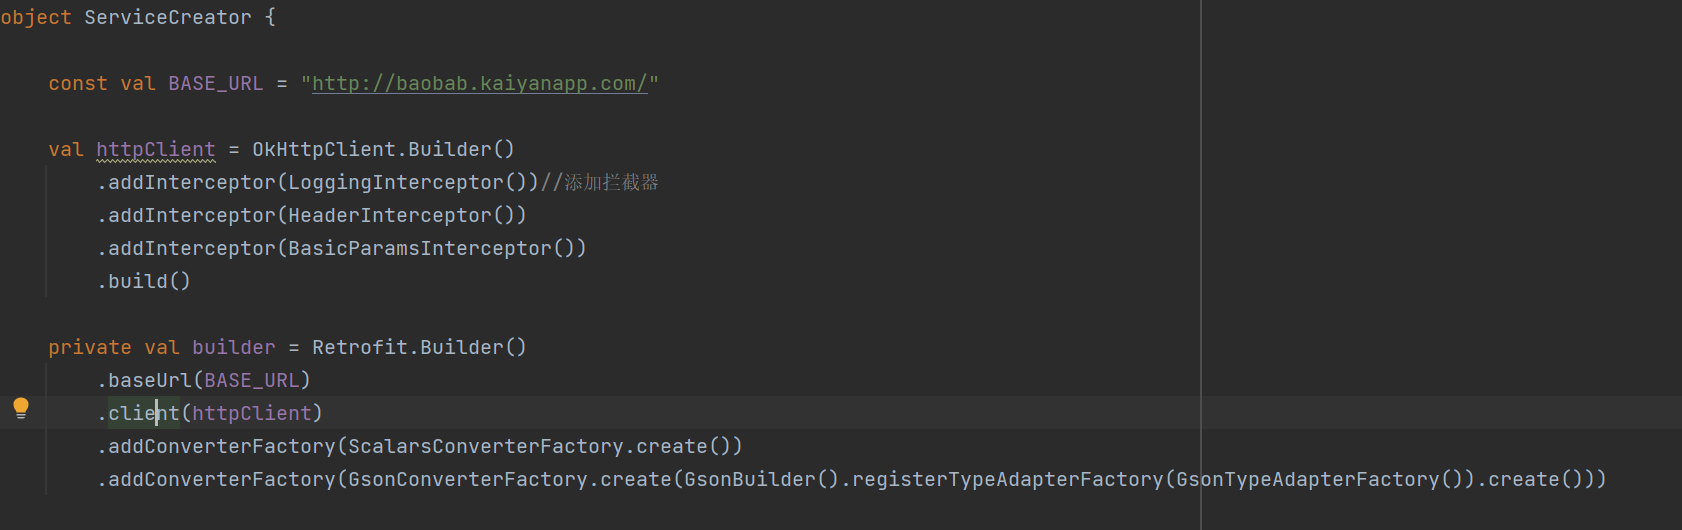 object ServiceCreator {
const val BASE_URL = "http://baobab.kaiyanapp.com/"
val httpClient = OkHttpClient.Builder()
.addInterceptor(LoggingInterceptor())//添加拦截器
.addInterceptor(HeaderInterceptor())
.addInterceptor(BasicParamsInterceptor())
.build()
private val builder = Retrofit.Builder()
.baseUrl(BASE_URL)
.client(httpClient)
.addConverterFactory(ScalarsConverterFactory.create())
.addConverterFactory(GsonConverterFactory.create(GsonBuilder().registerTypeAdapterFactory(GsonTypeAdapterFactory()).create()))